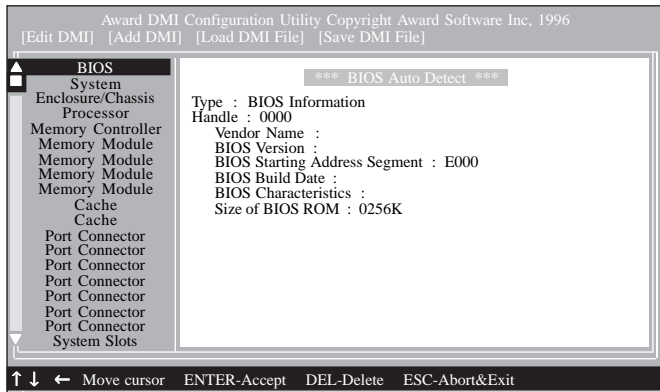 Award DMI Configuration Utility Copyright Award Software Inc, 1996
[Edit DMI] [Add DMI] [Load DMI File] [Save DMI File]
BIOS
System
Enclosure/Chassis
Processor
Memory Controller
Memory Module
Memory Module
Memory Module
Memory Module
Cache
Cache
Port Connector
Port Connector
Port Connector
Port Connector
Port Connector
Port Connector
Port Connector
System Slots
*** BIOS Auto Detect ***
Type : BIOS Information
Handle : 0000
Vendor Name :
BIOS Version :
BIOS Starting Address Segment : E000
BIOS Build Date :
BIOS Characteristics :
Size of BIOS ROM : 0256K
↑ ↓ ← Move cursor ENTER-Accept DEL-Delete ESC-Abort&Exit